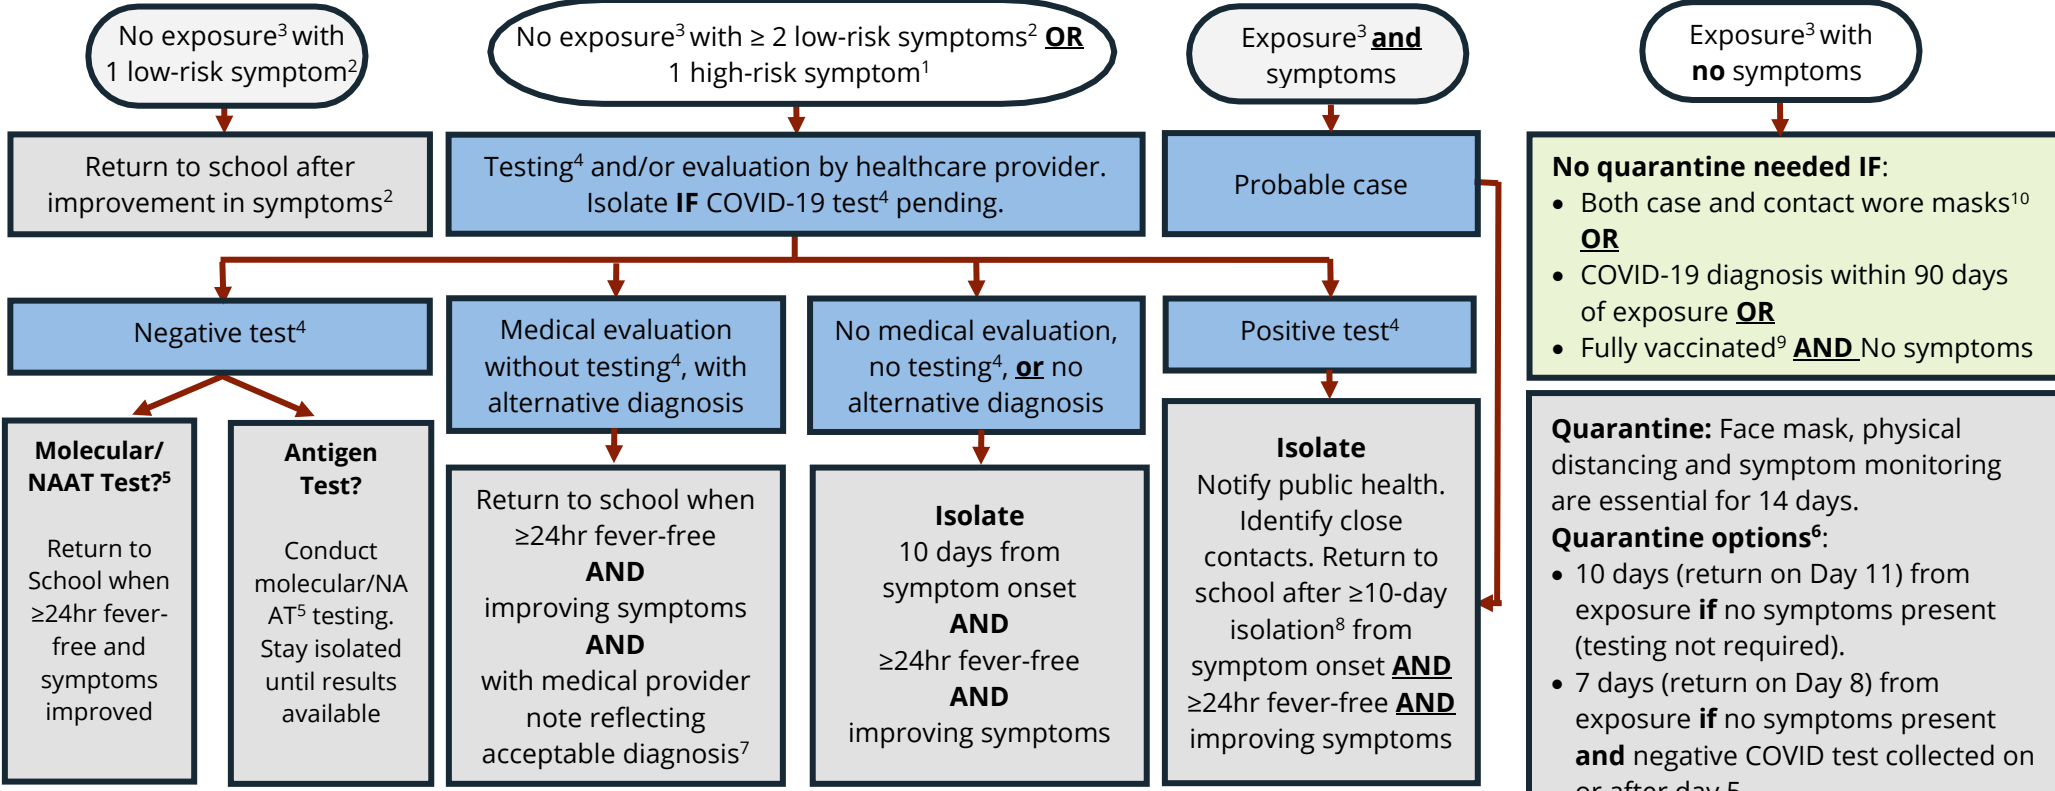 No exposure³ with
1 low-risk symptom²
No exposure³ with ≥ 2 low-risk symptoms² OR
1 high-risk symptom¹
Exposure³ and
symptoms
Exposure³ with
no symptoms
Return to school after
improvement in symptoms²
Testing⁴ and/or evaluation by healthcare provider.
Isolate IF COVID-19 test⁴ pending.
Probable case
No quarantine needed IF:
• Both case and contact wore masks¹⁰
OR
• COVID-19 diagnosis within 90 days
of exposure OR
• Fully vaccinated⁹ AND No symptoms
Negative test⁴
Medical evaluation
without testing⁴, with
alternative diagnosis
No medical evaluation,
no testing⁴, or no
alternative diagnosis
Positive test⁴
Molecular/
NAAT Test?⁵
Return to
School when
≥24hr fever-
free and
symptoms
improved
Antigen
Test?
Conduct
molecular/NA
AT⁵ testing.
Stay isolated
until results
available
Return to school when
≥24hr fever-free
AND
improving symptoms
AND
with medical provider
note reflecting
acceptable diagnosis⁷
Isolate
10 days from
symptom onset
AND
≥24hr fever-free
AND
improving symptoms
Isolate
Notify public health.
Identify close
contacts. Return to
school after ≥10-day
isolation⁸ from
symptom onset AND
≥24hr fever-free AND
improving symptoms
Quarantine: Face mask, physical
distancing and symptom monitoring
are essential for 14 days.
Quarantine options⁶:
• 10 days (return on Day 11) from
exposure if no symptoms present
(testing not required).
• 7 days (return on Day 8) from
exposure if no symptoms present
and negative COVID test collected on
or after day 5